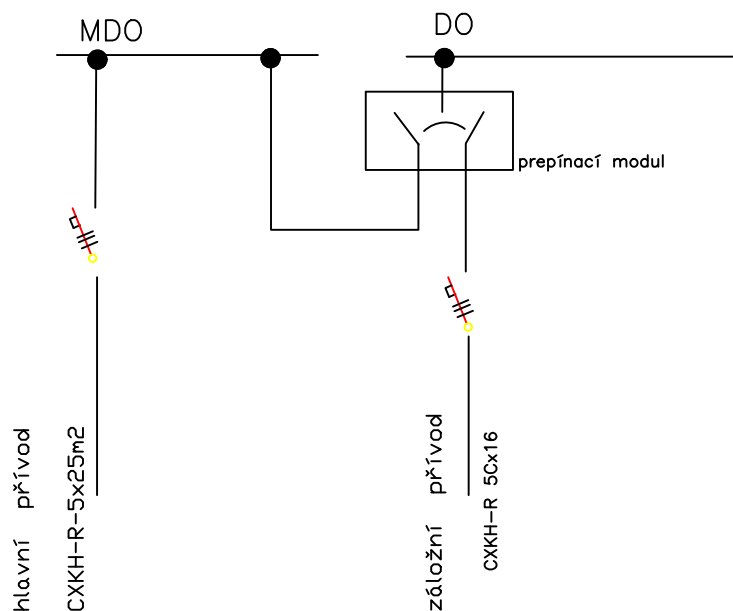 MDO
DO
prepínací modul
hlavní přívod
CXKH-R-5x25m2
záložní přívod
CXKH-R 5Cx16